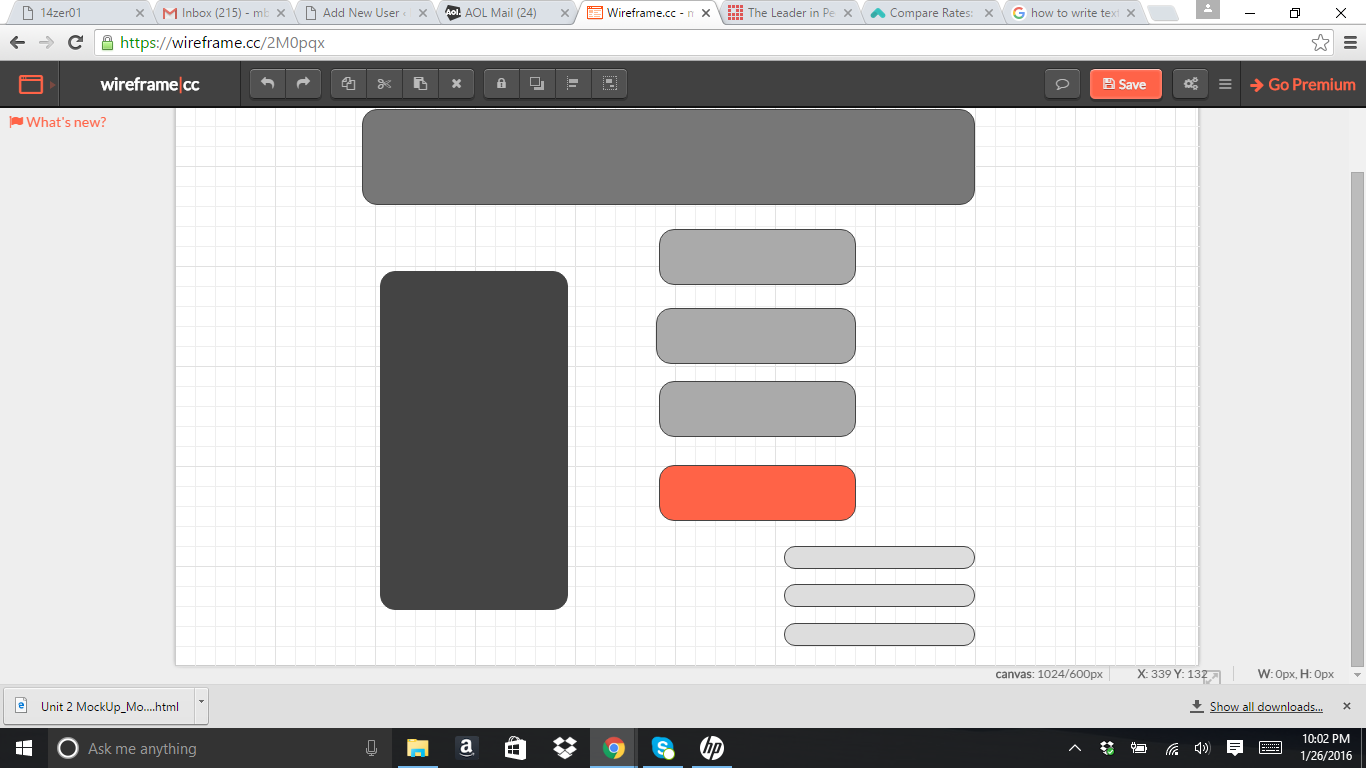 14zer01
Inbox (215) - mb
Add New User
Aol. AOL Mail (24)
Wireframe.cc - m
The Leader in Pe
Compare Rates:
how to write text
https://wireframe.cc/2M0pqx
wireframe|cc
Save
Go Premium
What's new?
canvas: 1024/600px
X: 339 Y: 132
W: 0px, H: 0px
Unit 2 MockUp_Mo....html
Show all downloads...
Ask me anything
a
S
hp
10:02 PM
1/26/2016